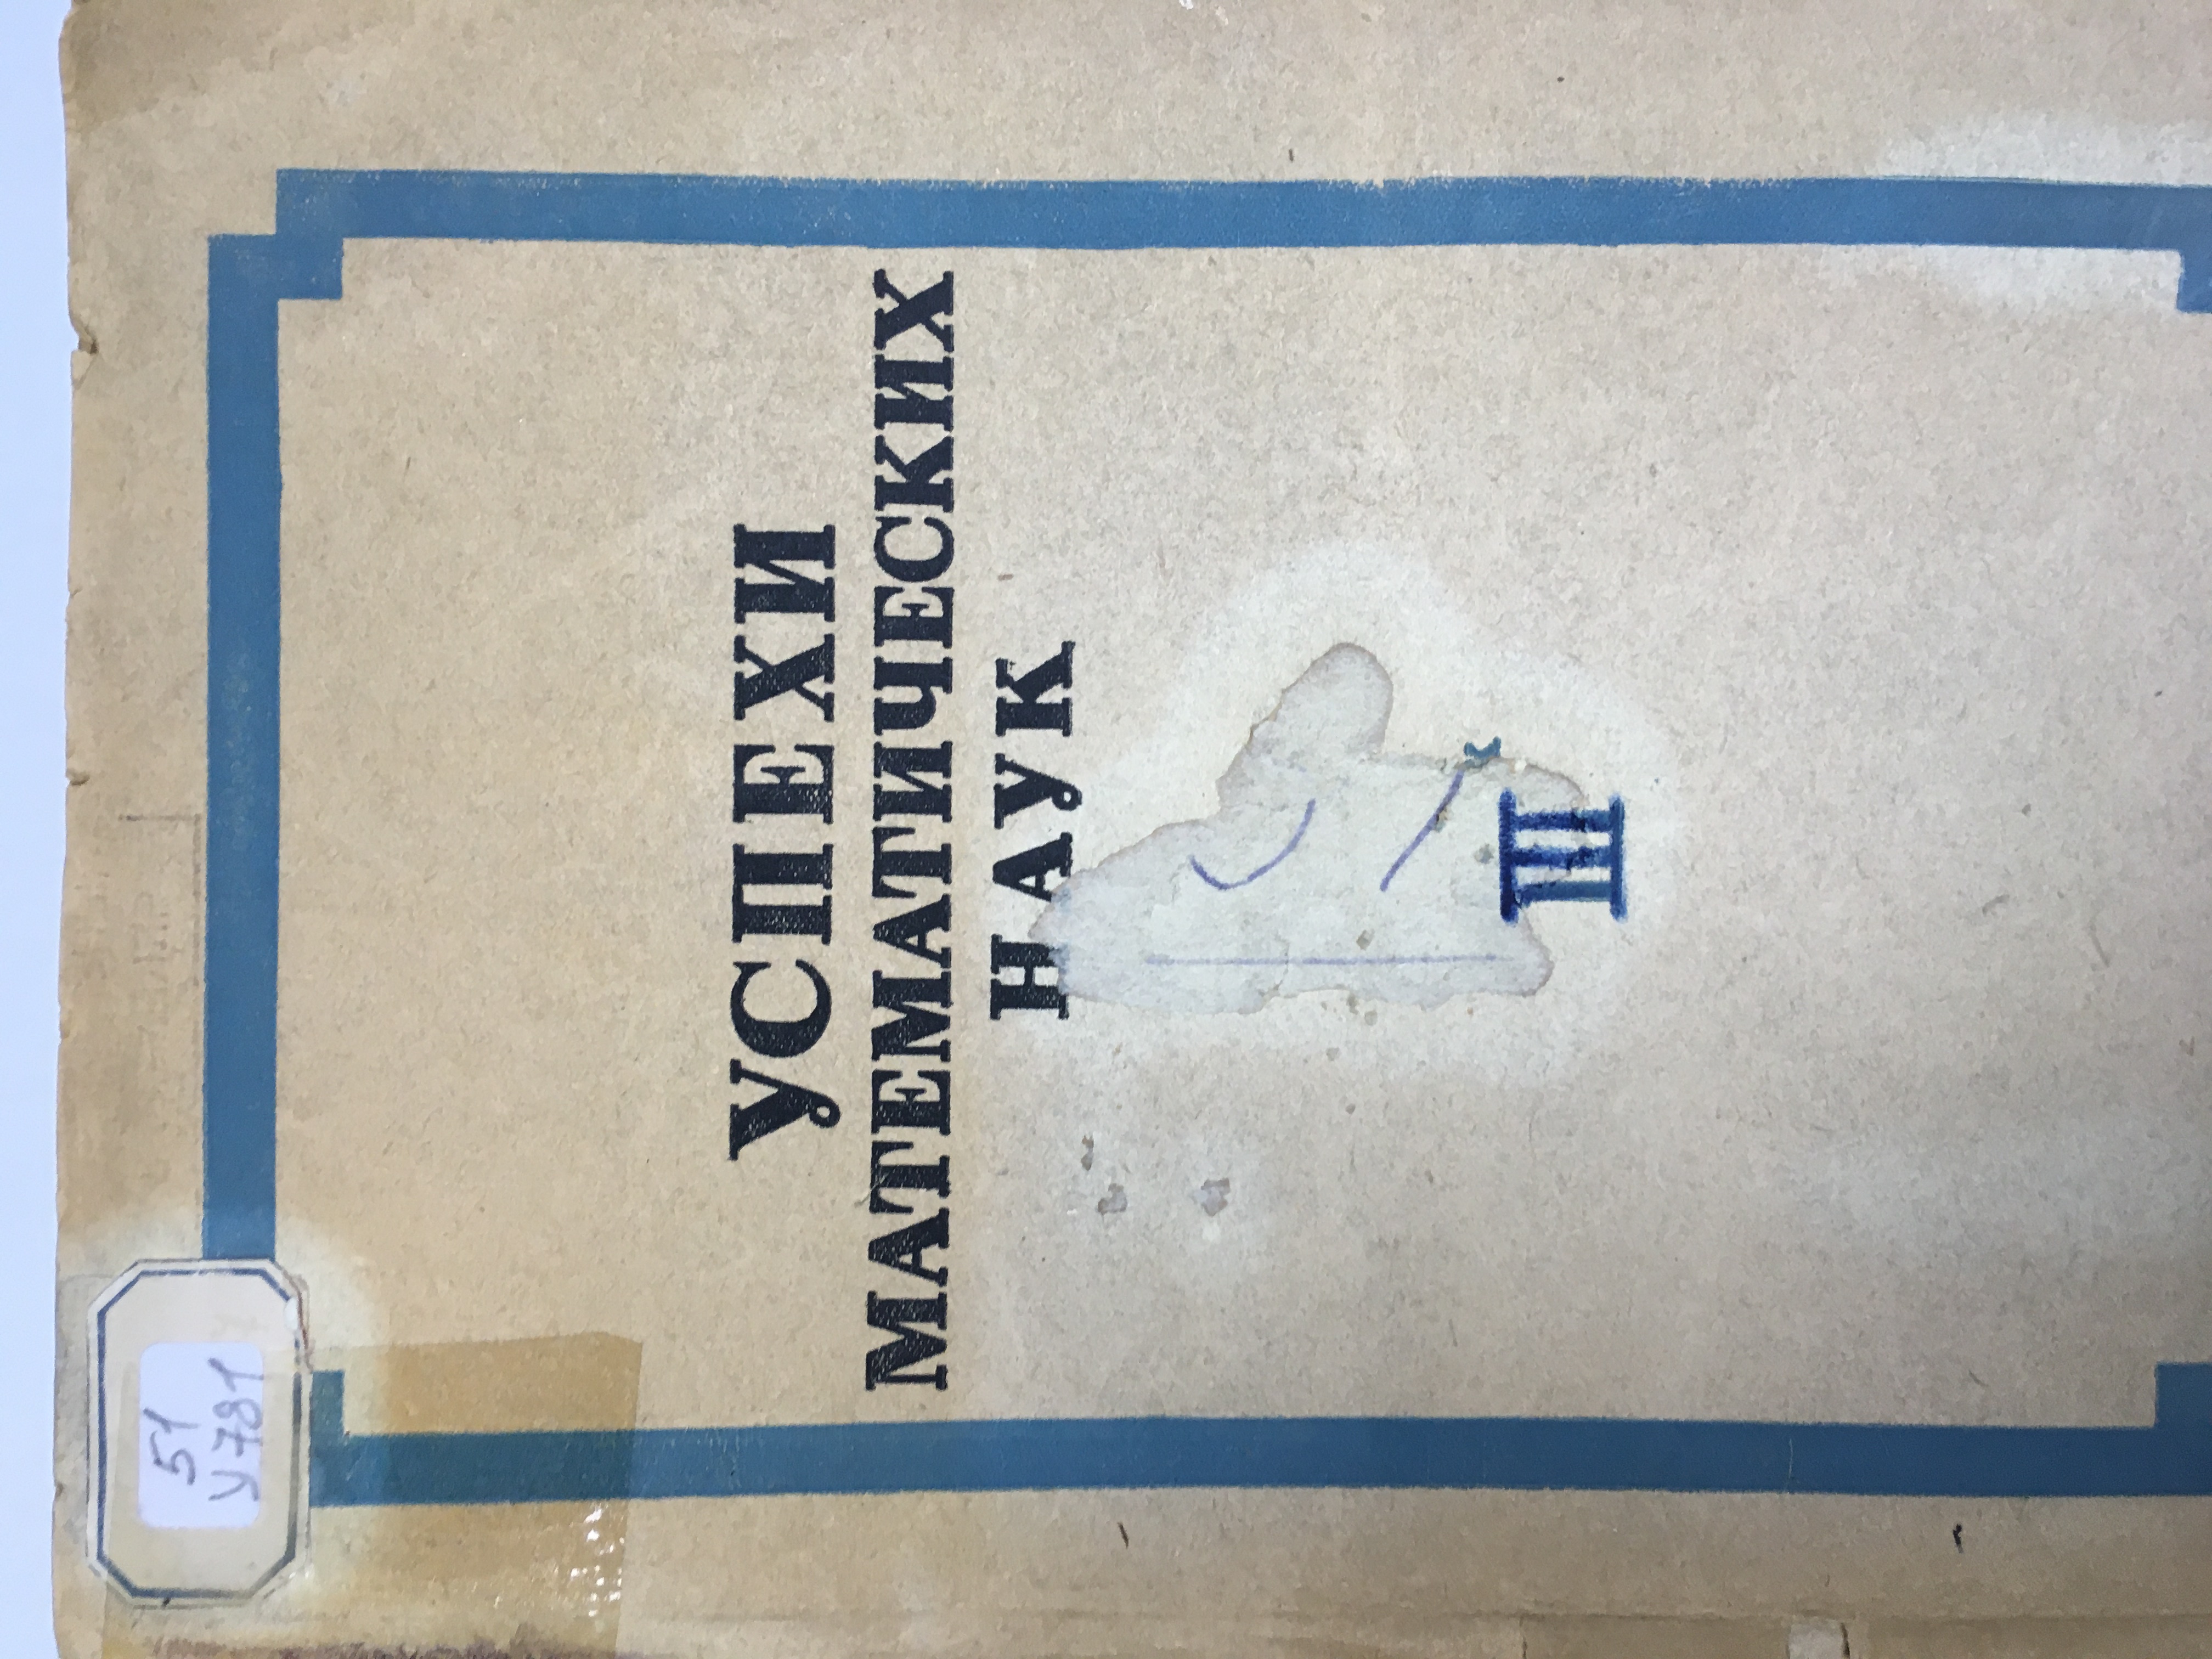 51
У781
УСПЕХИ
МАТЕМАТИЧЕСКИХ
НАУК
III